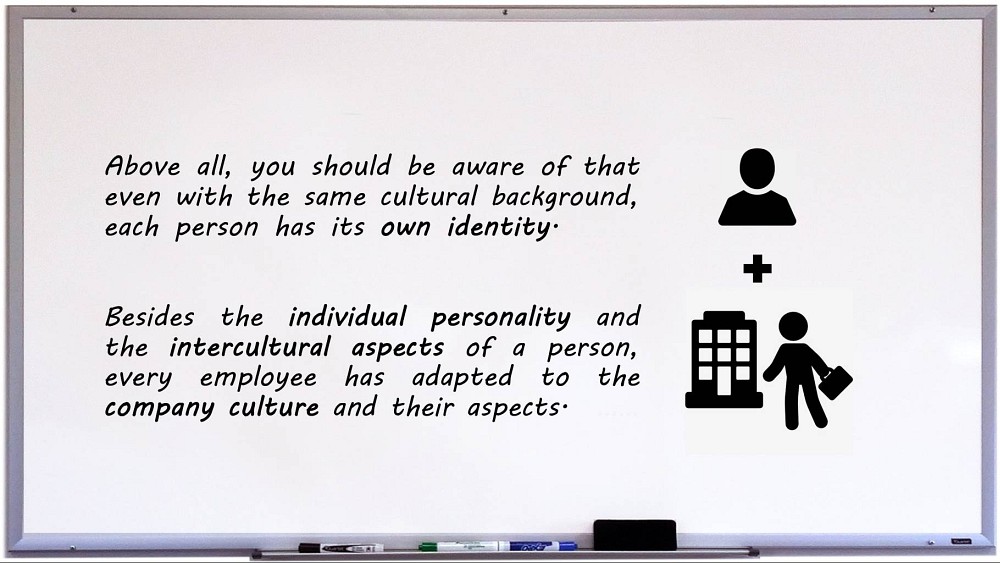 Above all, you should be aware of that
even with the same cultural background,
each person has its own identity.
Besides the individual personality and
the intercultural aspects of a person,
every employee has adapted to the
company culture and their aspects.